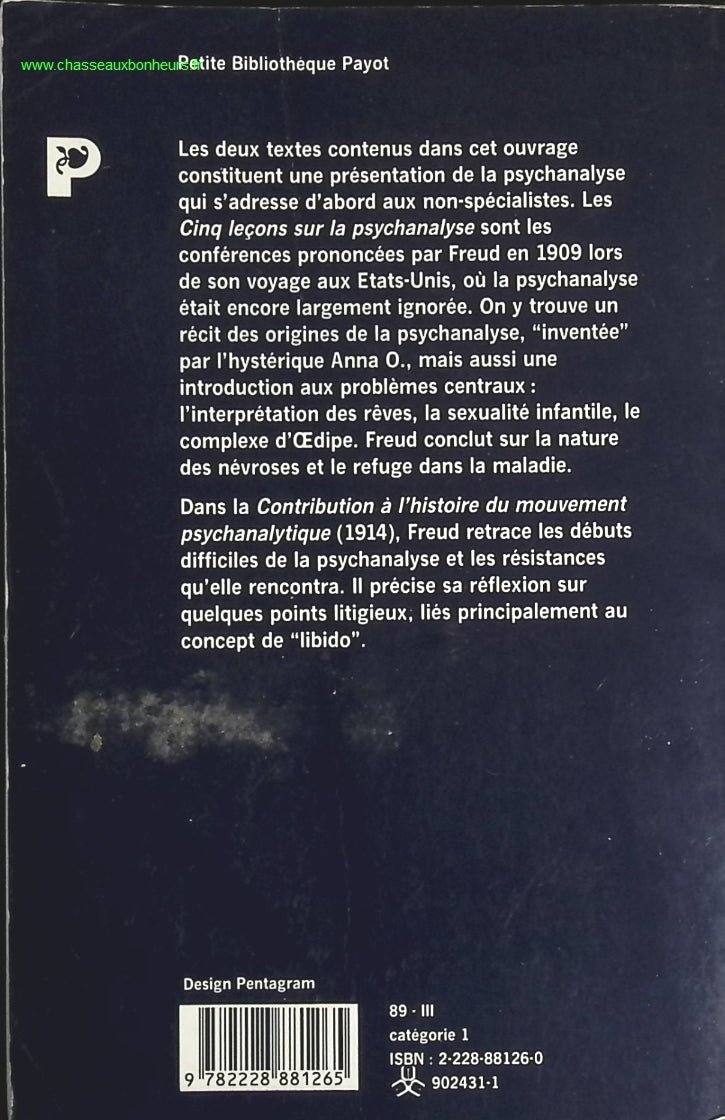 www.chasseauxbonheurs.fr
Petite Bibliothèque Payot
P
Les deux textes contenus dans cet ouvrage
constituent une présentation de la psychanalyse
qui s'adresse d'abord aux non-spécialistes. Les
Cinq leçons sur la psychanalyse sont les
conférences prononcées par Freud en 1909 lors
de son voyage aux Etats-Unis, où la psychanalyse
était encore largement ignorée. On y trouve un
récit des origines de la psychanalyse, “inventée”
par l'hystérique Anna O., mais aussi une
introduction aux problèmes centraux :
l'interprétation des rêves, la sexualité infantile, le
complexe d'Œdipe. Freud conclut sur la nature
des névroses et le refuge dans la maladie.
Dans la Contribution à l'histoire du mouvement
psychanalytique (1914), Freud retrace les débuts
difficiles de la psychanalyse et les résistances
qu'elle rencontra. Il précise sa réflexion sur
quelques points litigieux, liés principalement au
concept de “libido”.
Design Pentagram
9 782228 881265
89 - III
catégorie 1
ISBN : 2-228-88126-0
902431-1